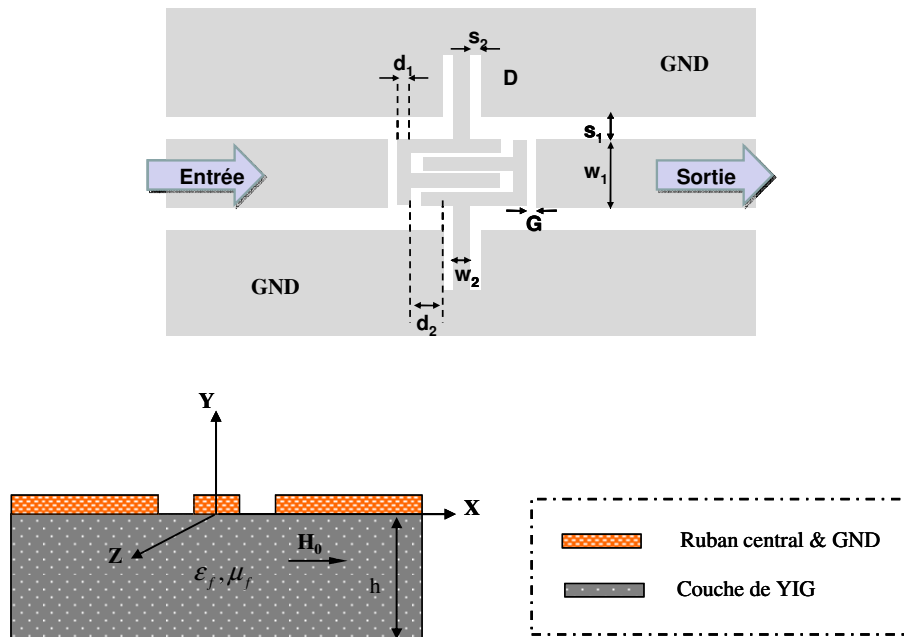 s₂
d₁
D
GND
s₁
Entrée
w₁
Sortie
G
w₂
GND
d₂
Y
X
Z
H₀
εf, μf
h
Ruban central & GND
Couche de YIG